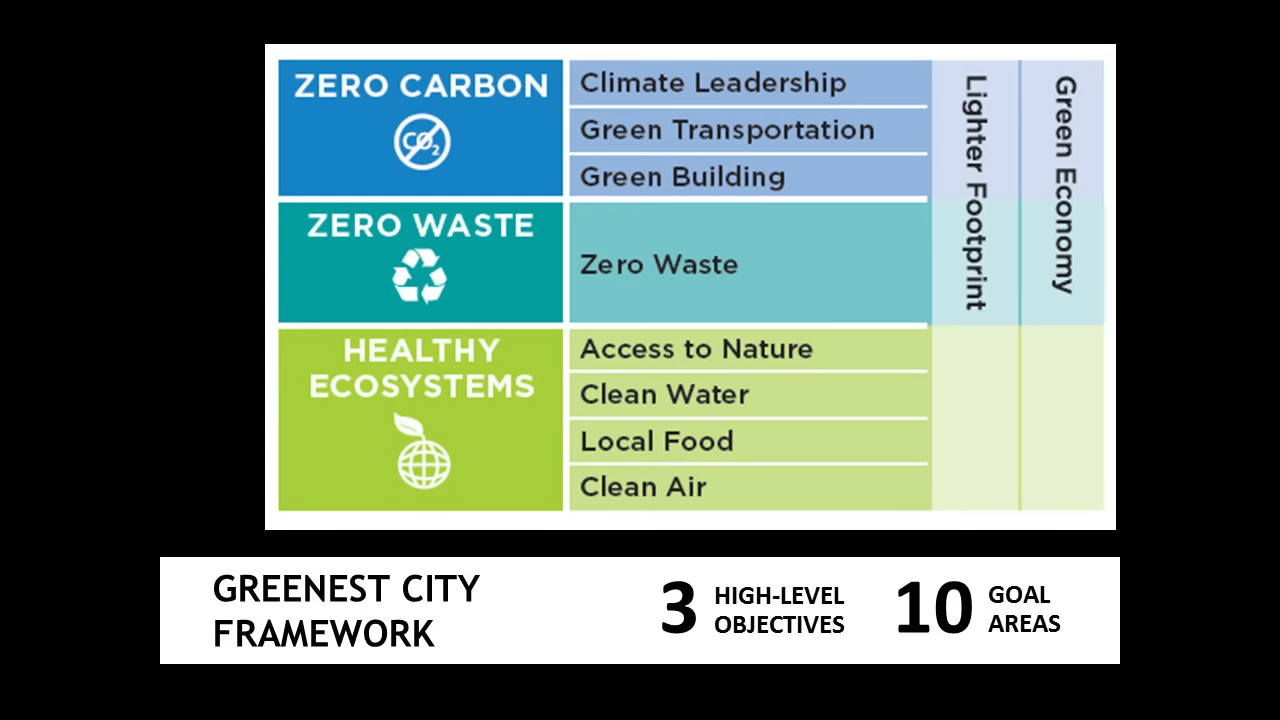 ZERO CARBON
CO2
Climate Leadership
Green Transportation
Green Building
ZERO WASTE
Zero Waste
HEALTHY
ECOSYSTEMS
Access to Nature
Clean Water
Local Food
Clean Air
Lighter Footprint
Green Economy
GREENEST CITY
FRAMEWORK
3 HIGH-LEVEL
OBJECTIVES
10 GOAL
AREAS